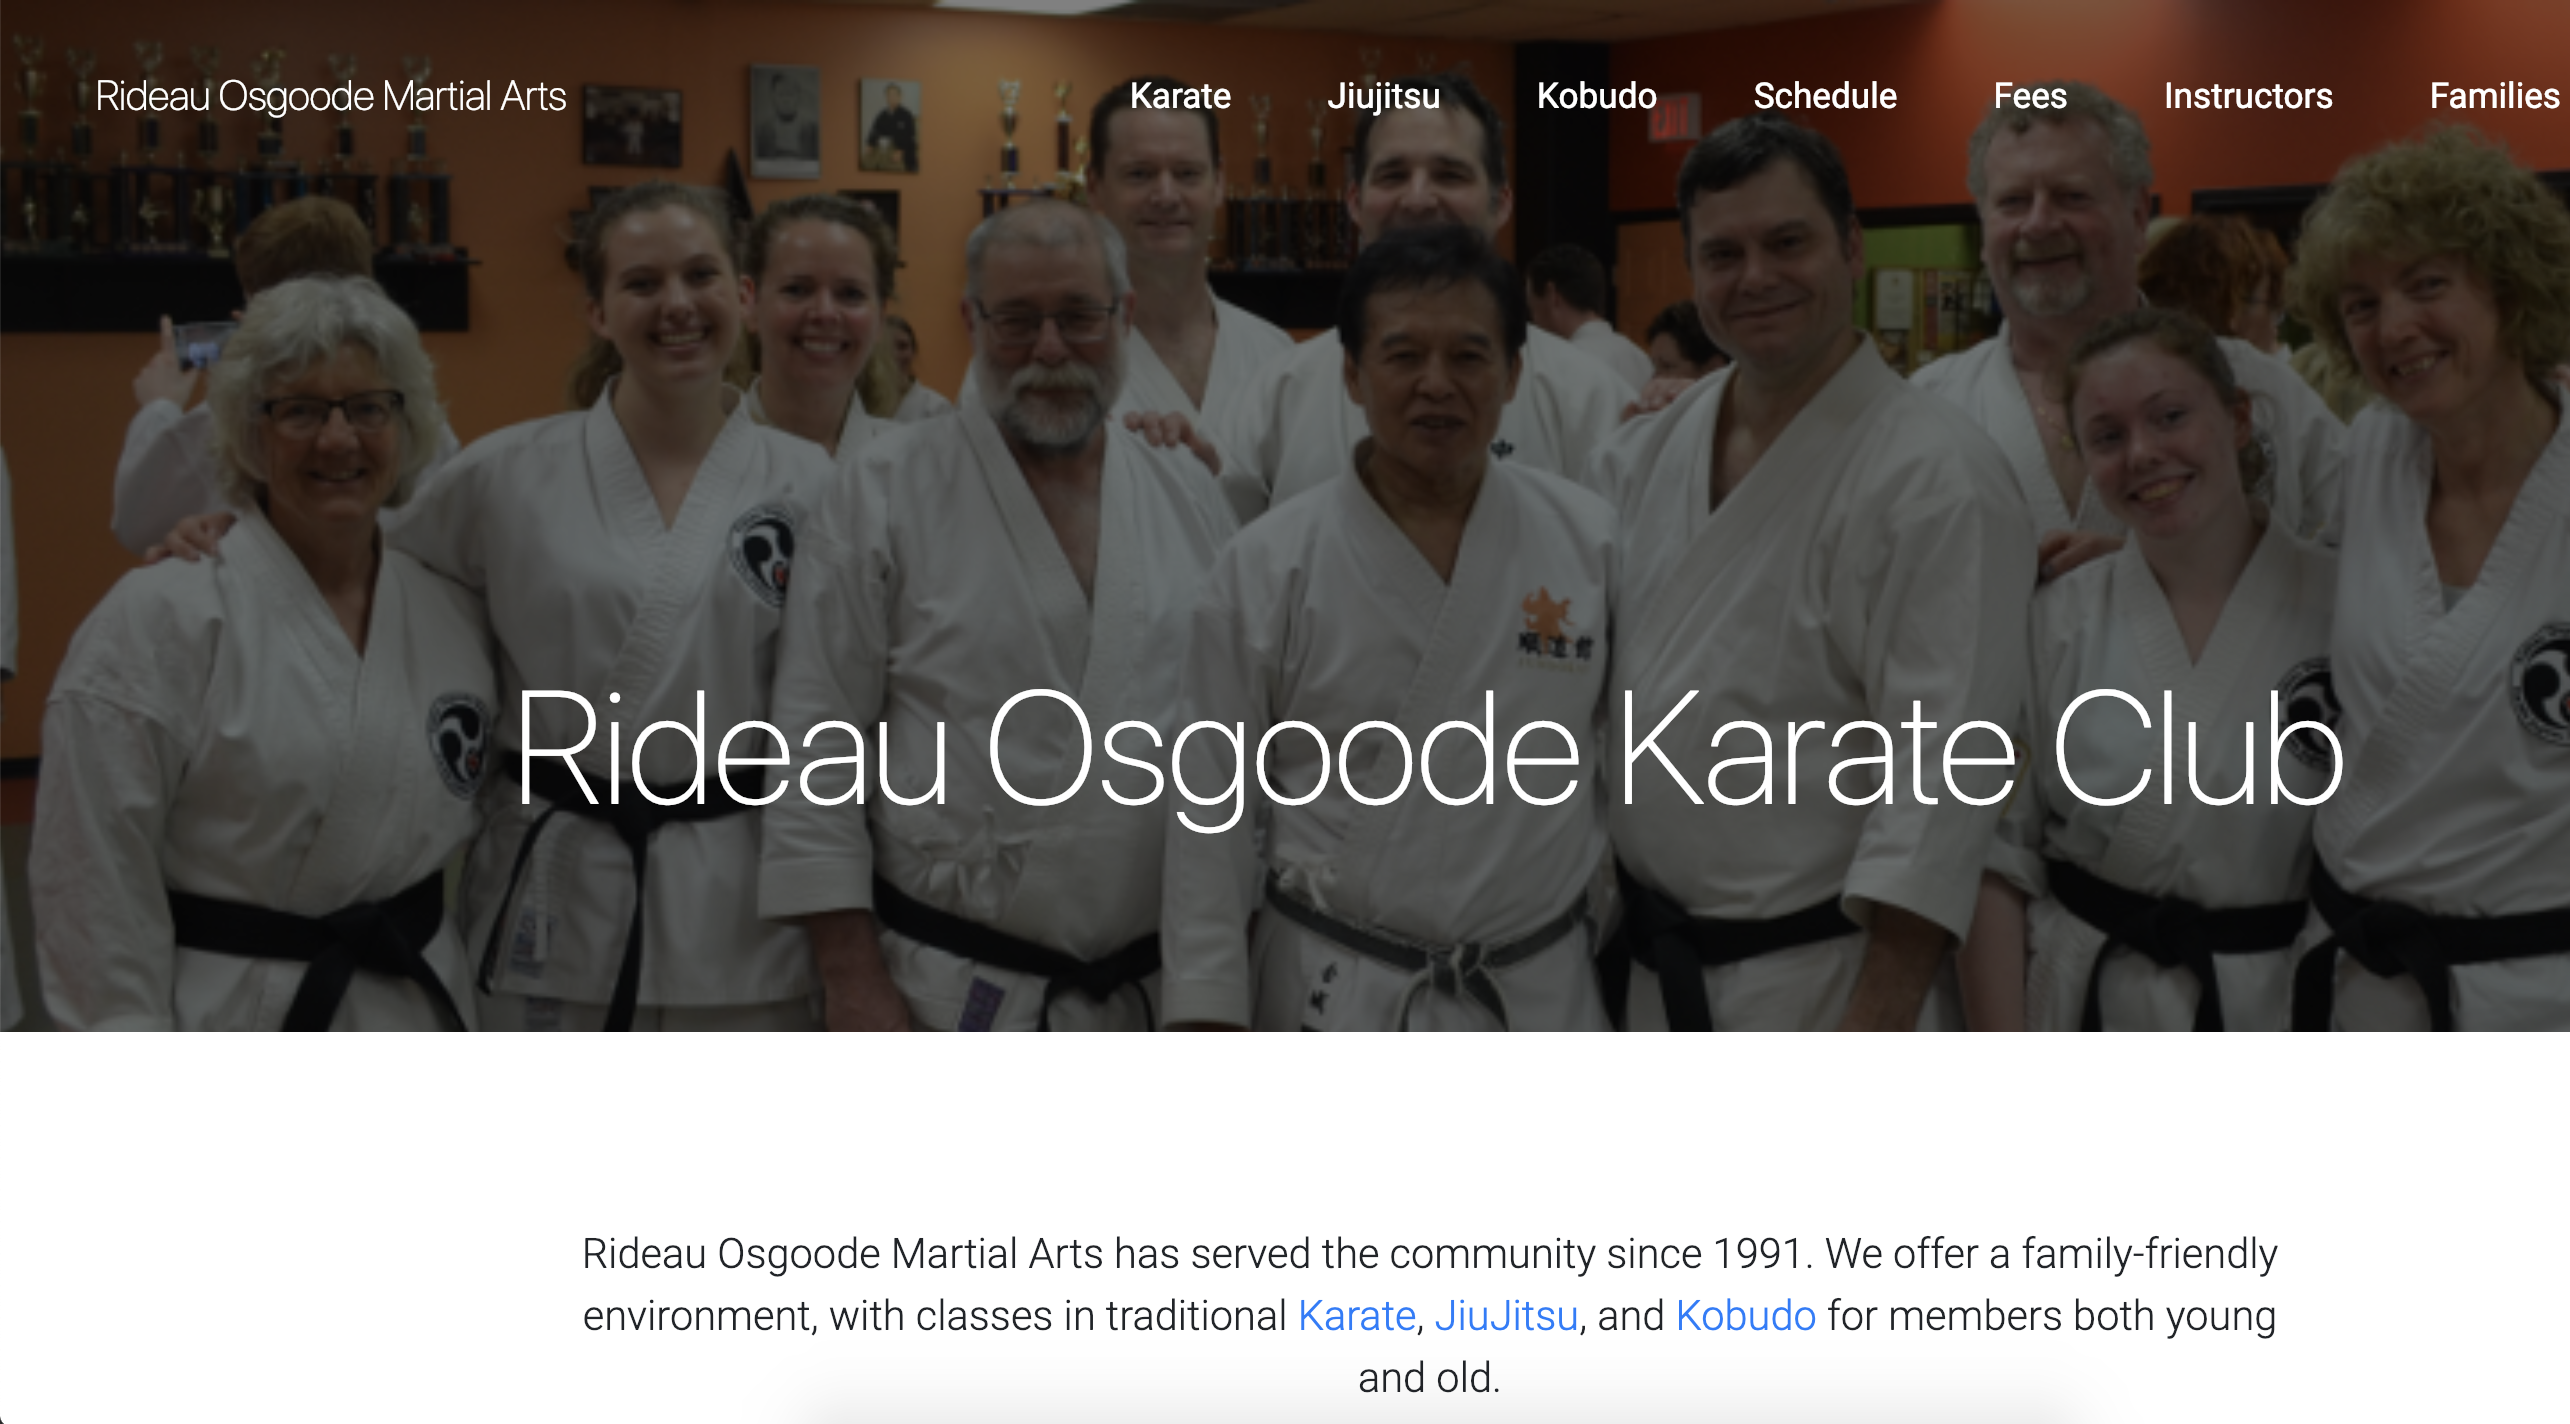 Rideau Osgoode Martial Arts Karate Jiujitsu Kobudo Schedule Fees Instructors Families
Rideau Osgoode Karate Club
Rideau Osgoode Martial Arts has served the community since 1991. We offer a family-friendly
environment, with classes in traditional Karate, JiuJitsu, and Kobudo for members both young
and old.